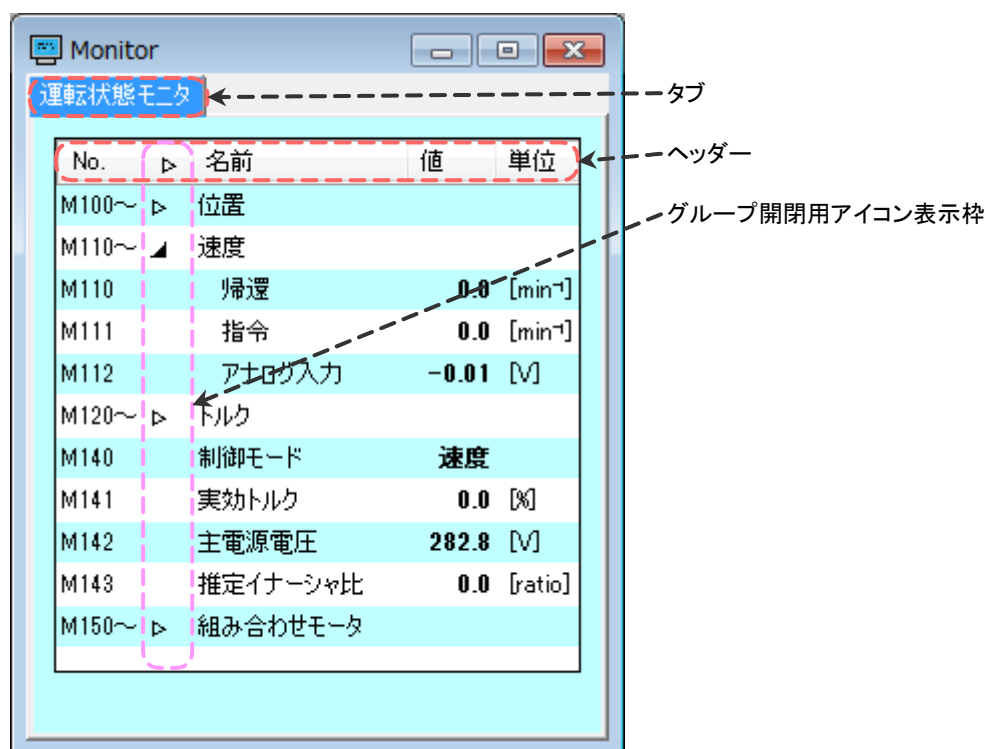 Monitor
運転状態モニタ
タブ
No. ▷ 名前 値 単位
ヘッダー
M100～ ▷ 位置
グループ開閉用アイコン表示枠
M110～ ◢ 速度
M110 帰還 0.0 [min⁻¹]
M111 指令 0.0 [min⁻¹]
M112 アナログ入力 -0.01 [V]
M120～ ▷ トルク
M140 制御モード 速度
M141 実効トルク 0.0 [%]
M142 主電源電圧 282.8 [V]
M143 推定イナーシャ比 0.0 [ratio]
M150～ ▷ 組み合わせモータ